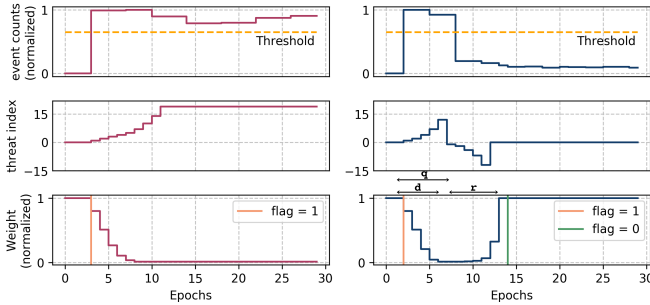 event counts
(normalized)
1
0
Threshold
1
0
Threshold
threat index
15
0
−15
15
0
−15
q
d
r
Weight
(normalized)
1
0
flag = 1
1
0
flag = 1
flag = 0
0 5 10 15 20 25 30
0 5 10 15 20 25 30
Epochs
Epochs